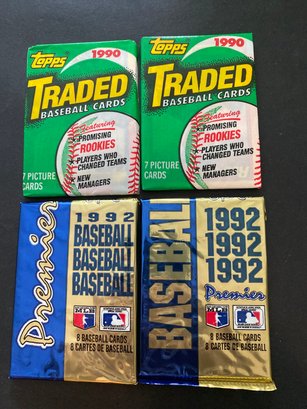 Topps
1990
TRADED
BASEBALL CARDS
Featuring
PROMISING
ROOKIES
PLAYERS WHO
CHANGED TEAMS
NEW
MANAGERS
7 PICTURE
CARDS
Topps
1990
TRADED
BASEBALL CARDS
Featuring
PROMISING
ROOKIES
PLAYERS WHO
CHANGED TEAMS
NEW
MANAGERS
7 PICTURE
CARDS
Premier
1992
BASEBALL
BASEBALL
BASEBALL
MLB
8 BASEBALL CARDS
8 CARTES DE BASEBALL
BASEBALL
1992
1992
1992
Premier
MLB
8 BASEBALL CARDS
8 CARTES DE BASEBALL